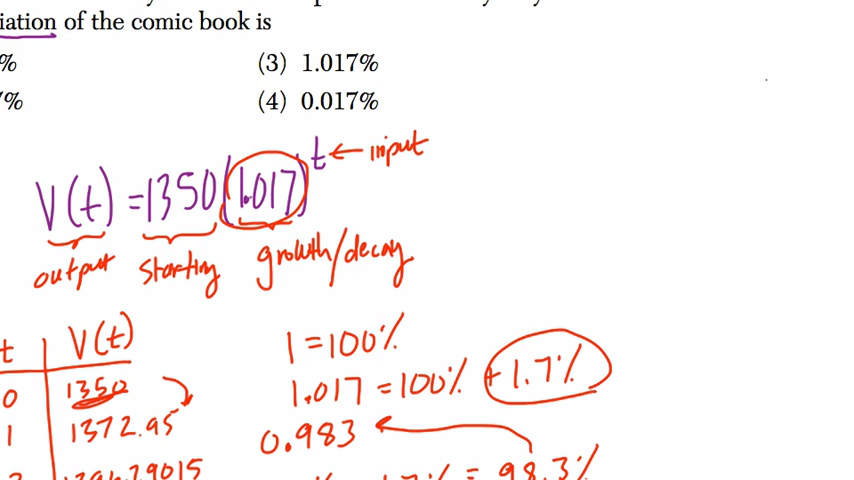 iation of the comic book is
% (3) 1.017%
% (4) 0.017%
V(t) = 1350(1.017)^t ← input
output starting growth/decay
t V(t)
1 = 100%
0 1350
1.017 = 100% + 1.7%
1 1372.95
0.983
= 98.3%